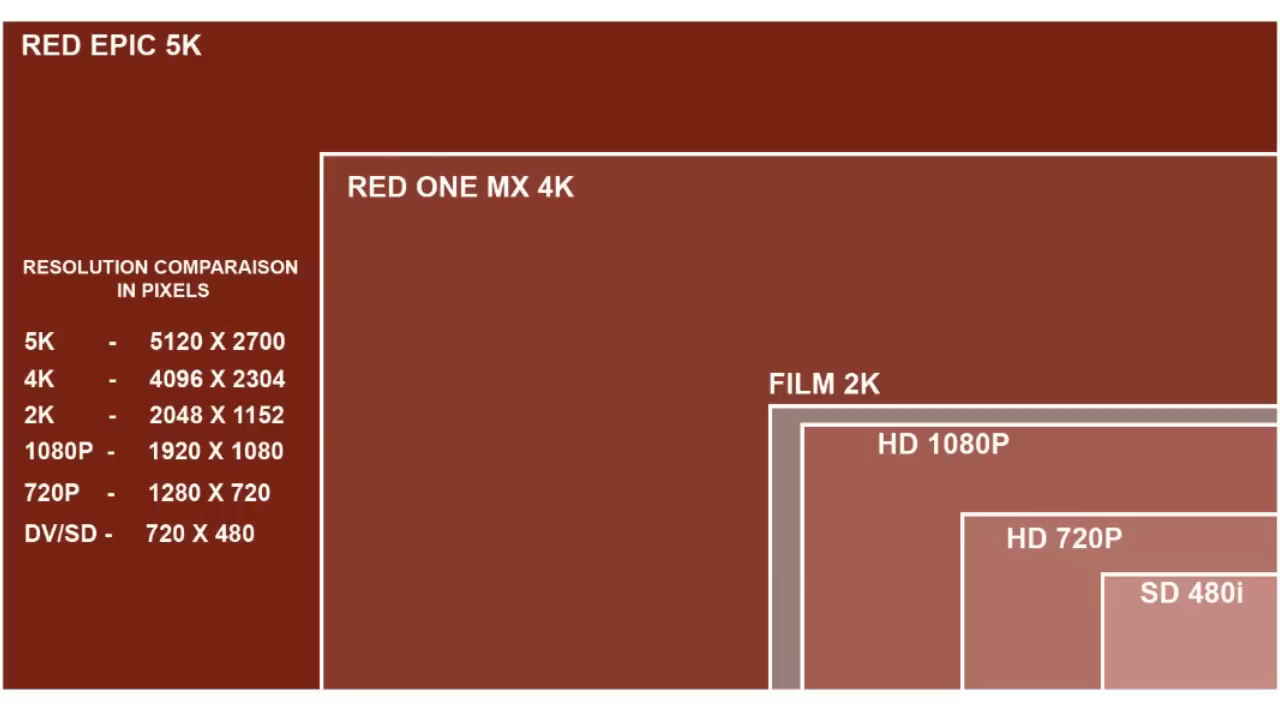 RED EPIC 5K
RED ONE MX 4K
RESOLUTION COMPARAISON
IN PIXELS
5K - 5120 X 2700
4K - 4096 X 2304
2K - 2048 X 1152
1080P - 1920 X 1080
720P - 1280 X 720
DV/SD - 720 X 480
FILM 2K
HD 1080P
HD 720P
SD 480i